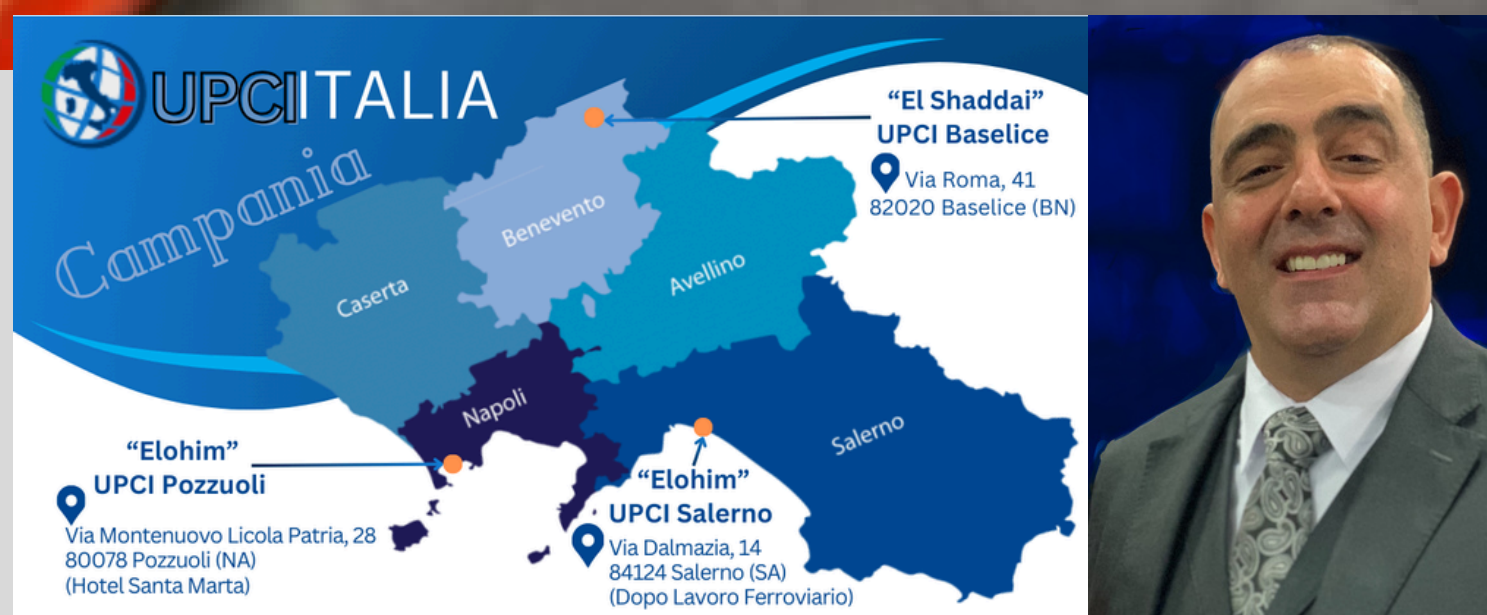 UPCI ITALIA
Campania
"El Shaddai"
UPCI Baselice
Via Roma, 41
82020 Baselice (BN)
Benevento
Avellino
Caserta
Napoli
Salerno
"Elohim"
UPCI Pozzuoli
Via Montenuovo Licola Patria, 28
80078 Pozzuoli (NA)
(Hotel Santa Marta)
"Elohim"
UPCI Salerno
Via Dalmazia, 14
84124 Salerno (SA)
(Dopo Lavoro Ferroviario)